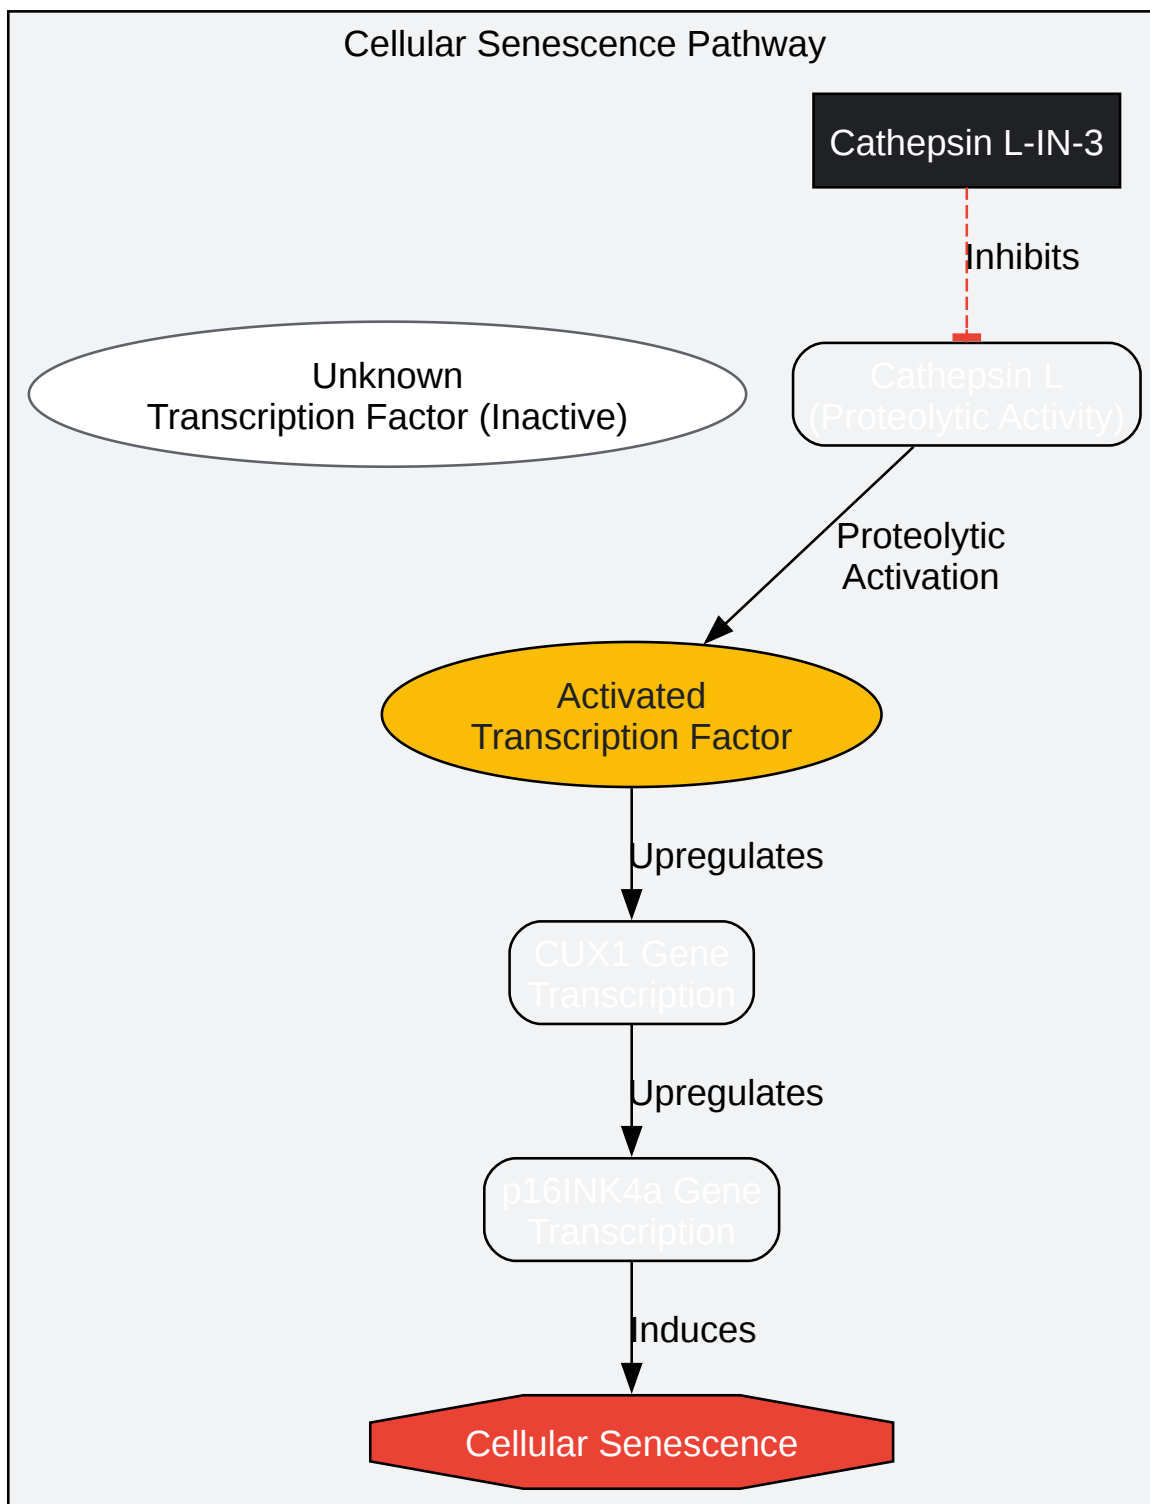 Cellular Senescence Pathway
Cathepsin L-IN-3
Inhibits
Unknown
Transcription Factor (Inactive)
Cathepsin L
(Proteolytic Activity)
Proteolytic
Activation
Activated
Transcription Factor
Upregulates
CUX1 Gene
Transcription
Upregulates
p16INK4a Gene
Transcription
Induces
Cellular Senescence